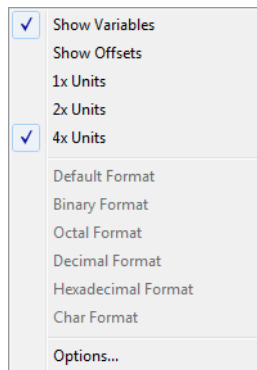 Show Variables
Show Offsets
1x Units
2x Units
4x Units
Default Format
Binary Format
Octal Format
Decimal Format
Hexadecimal Format
Char Format
Options...